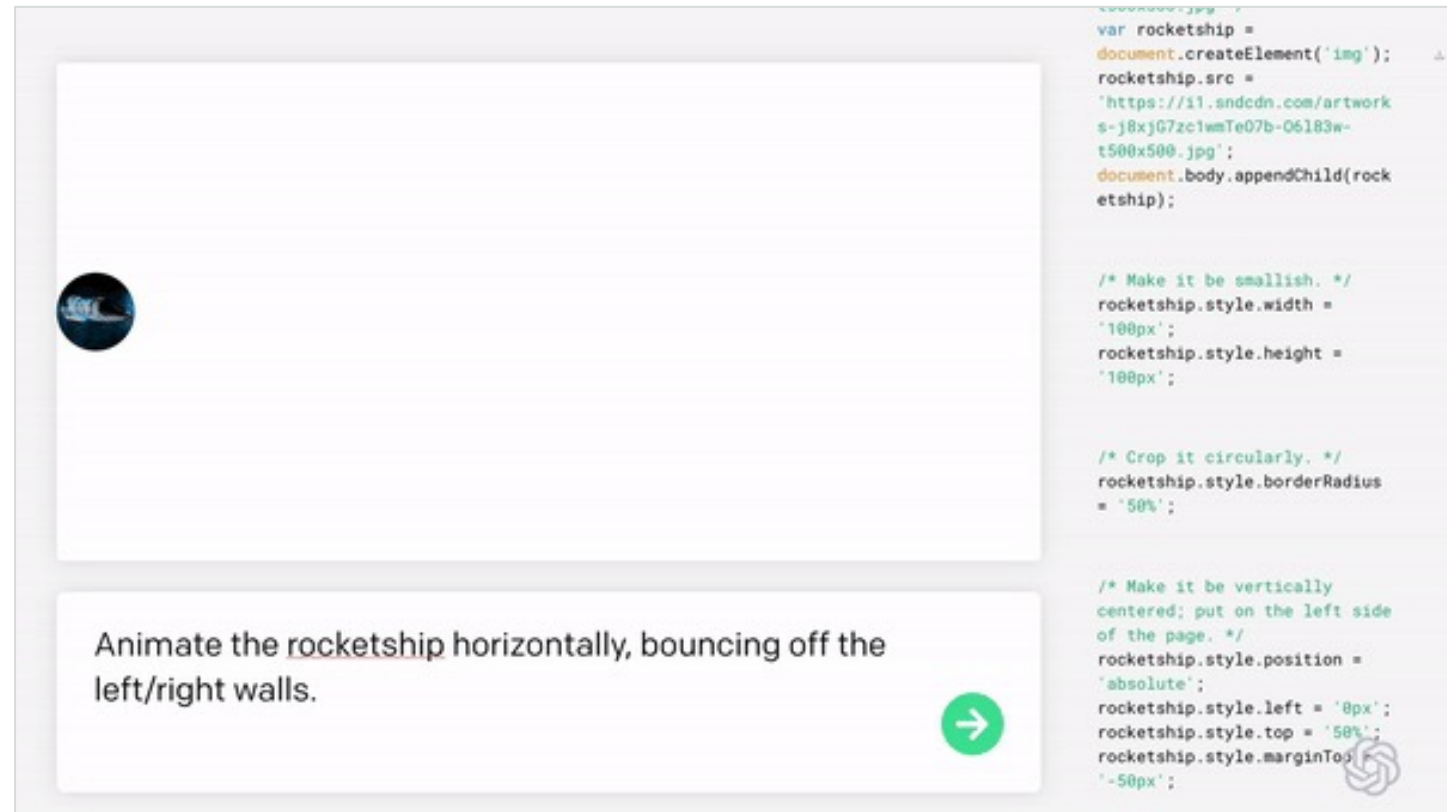 Animate the rocketship horizontally, bouncing off the
left/right walls.
t500x500.jpg' */
var rocketship =
document.createElement('img');
rocketship.src =
'https://i1.sndcdn.com/artwork
s-j8xjG7zc1wmTeO7b-O6l83w-
t500x500.jpg';
document.body.appendChild(rock
etship);
/* Make it be smallish. */
rocketship.style.width =
'100px';
rocketship.style.height =
'100px';
/* Crop it circularly. */
rocketship.style.borderRadius
= '50%';
/* Make it be vertically
centered; put on the left side
of the page. */
rocketship.style.position =
'absolute';
rocketship.style.left = '0px';
rocketship.style.top = '50%';
rocketship.style.marginTop =
'-50px';